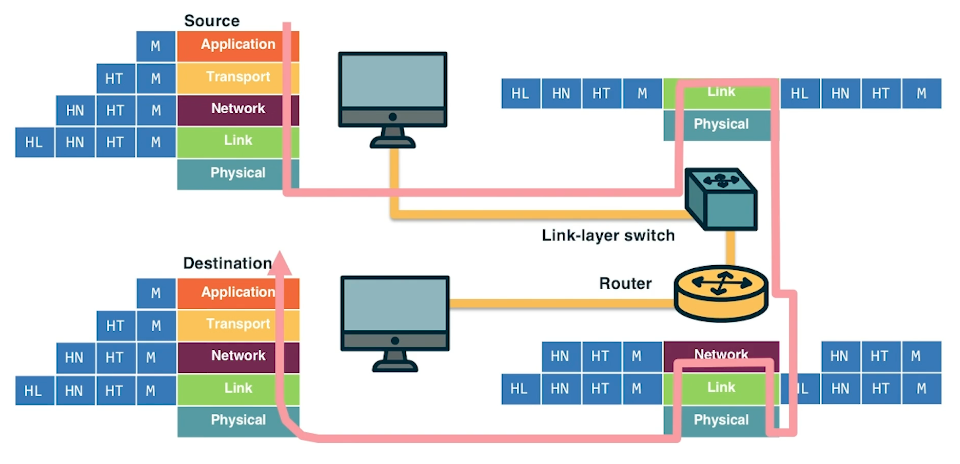 Source
M Application
HT M Transport
HN HT M Network
HL HN HT M Link
Physical
HL HN HT M Link HL HN HT M
Physical
Link-layer switch
Router
Destination
M Application
HT M Transport
HN HT M Network
HL HN HT M Link
Physical
HN HT M Network HN HT M
HL HN HT M Link HL HN HT M
Physical